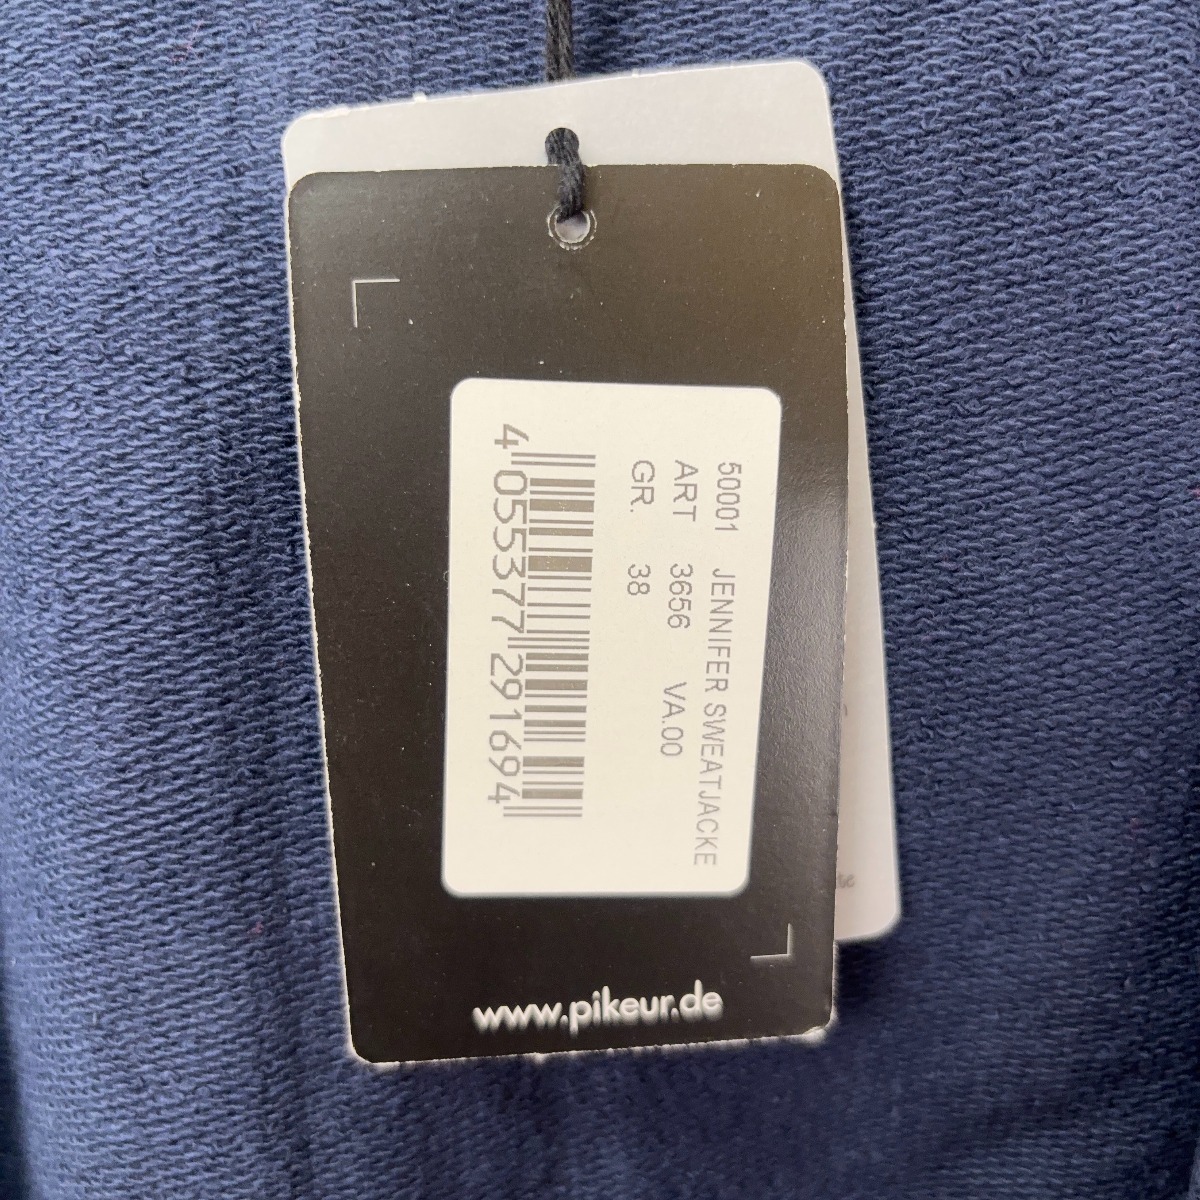 50001 JENNIFER SWEATJACKE
ART 3656 VA.00
GR. 38
4 055377 291694
www.pikeur.de